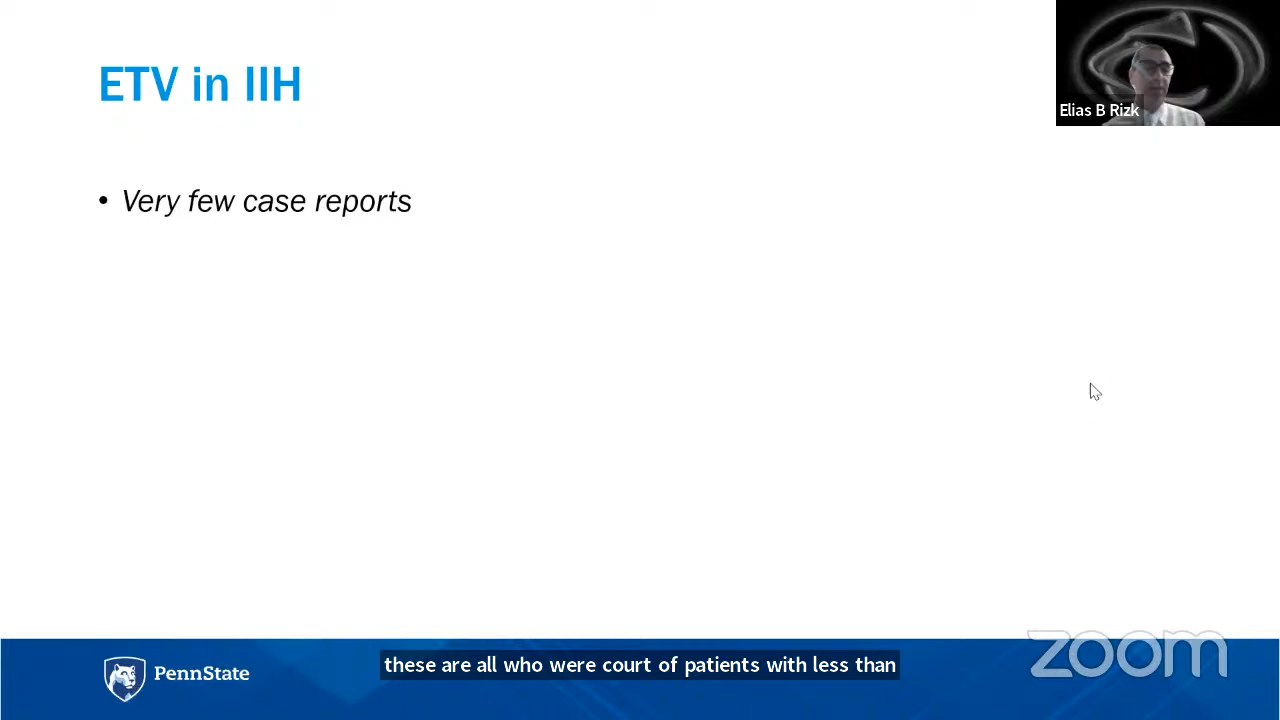 ETV in IIH
Elias B Rizk
• Very few case reports
these are all who were court of patients with less than
PennState
zoom